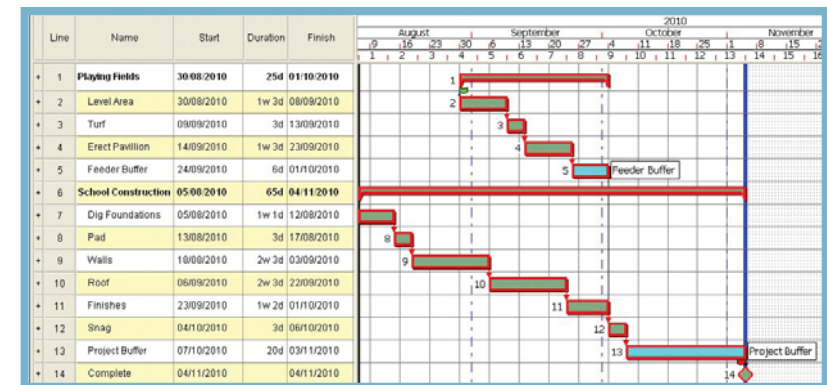 2010
August September October November
9 16 23 30 6 13 20 27 4 11 18 25 1 8 15
Line Name Start Duration Finish
1 2 3 4 5 6 7 8 9 10 11 12 13 14 15 16
+ 1 Playing Fields 30/08/2010 25d 01/10/2010 1
+ 2 Level Area 30/08/2010 1w 3d 08/09/2010 2
+ 3 Turf 09/09/2010 3d 13/09/2010 3
+ 4 Erect Pavillion 14/09/2010 1w 3d 23/09/2010 4
+ 5 Feeder Buffer 24/09/2010 6d 01/10/2010 5 Feeder Buffer
+ 6 School Construction 05/08/2010 65d 04/11/2010
+ 7 Dig Foundations 05/08/2010 1w 1d 12/08/2010
+ 8 Pad 13/08/2010 3d 17/08/2010 8
+ 9 Walls 18/08/2010 2w 3d 03/09/2010 9
+ 10 Roof 06/09/2010 2w 3d 22/09/2010 10
+ 11 Finishes 23/09/2010 1w 2d 01/10/2010 11
+ 12 Snag 04/10/2010 3d 06/10/2010 12
+ 13 Project Buffer 07/10/2010 20d 03/11/2010 13 Project Buffer
+ 14 Complete 04/11/2010 04/11/2010 14